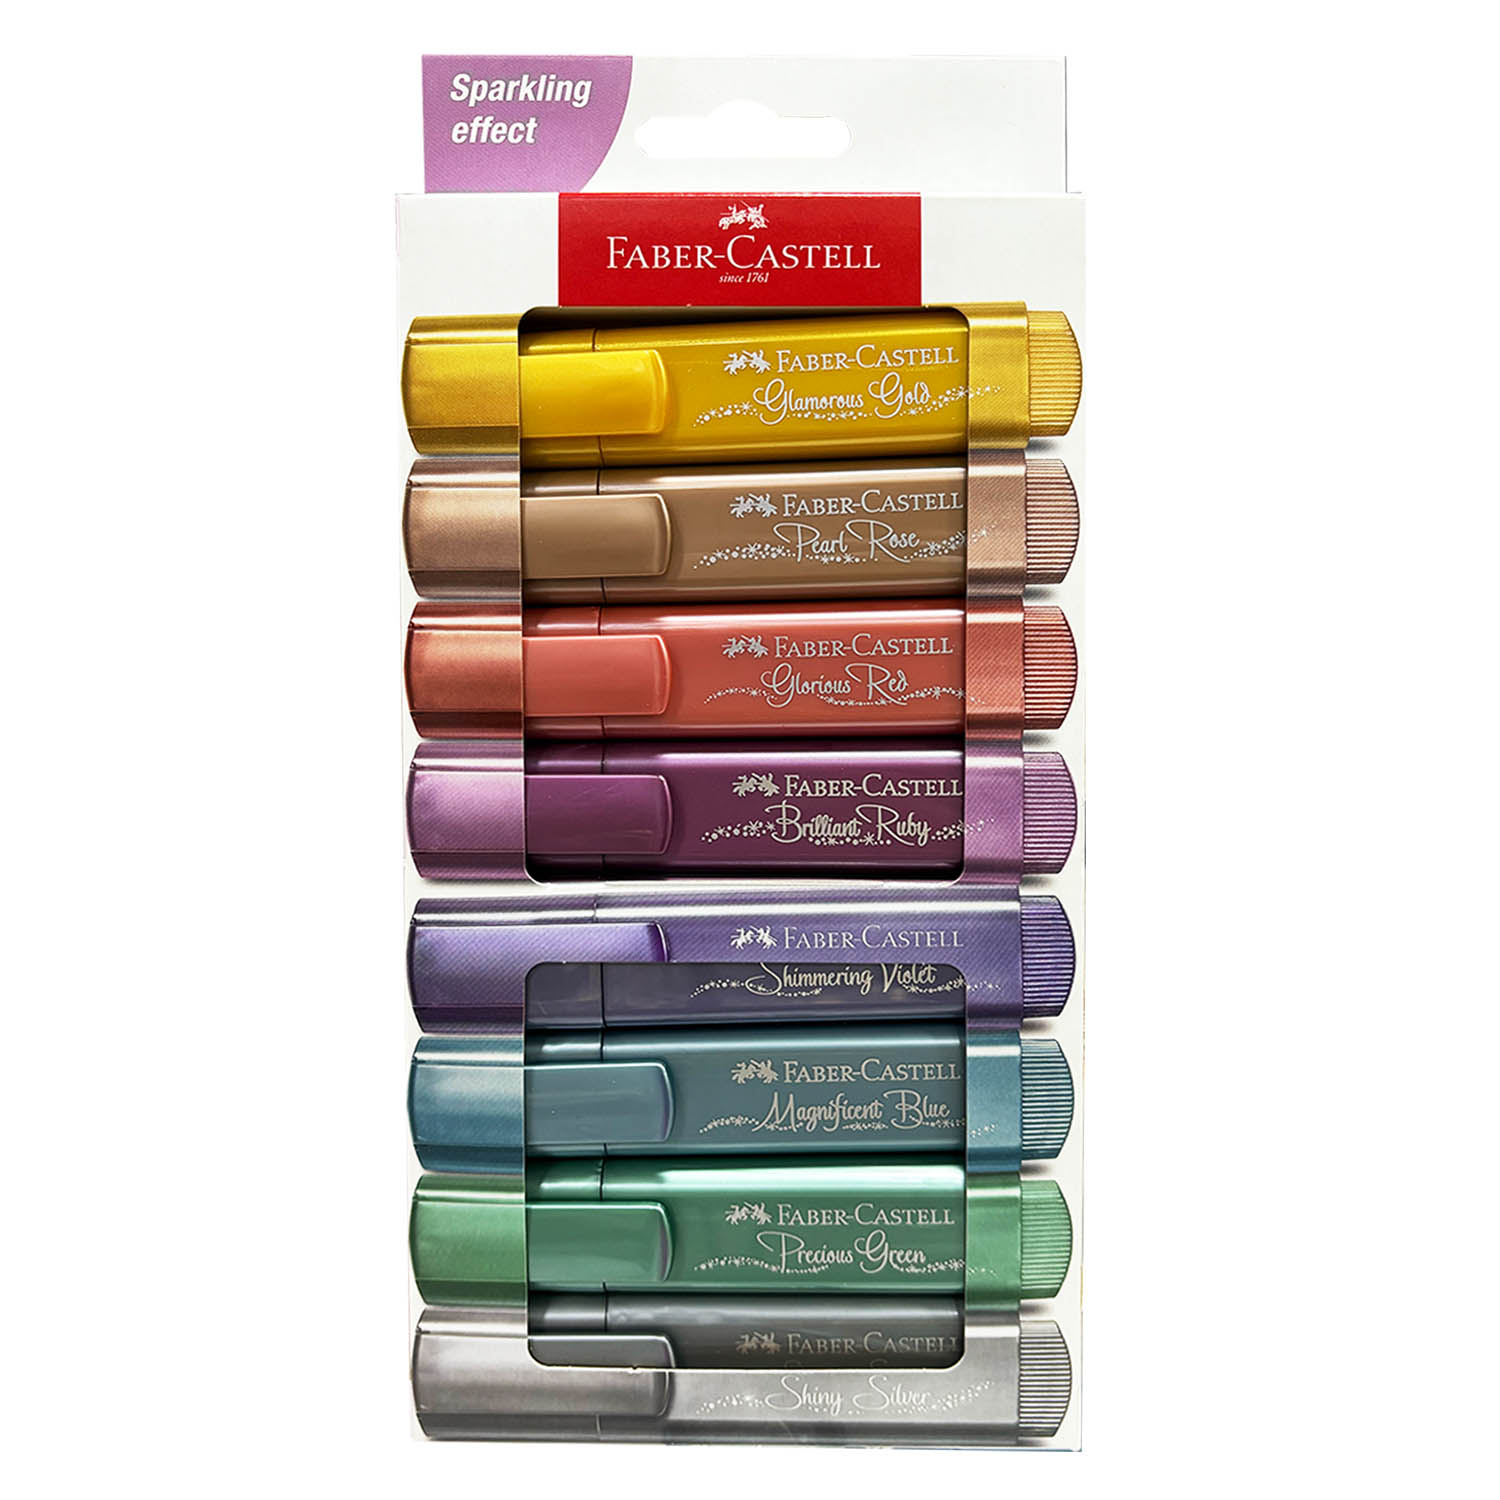 Sparkling
effect
FABER-CASTELL
since 1761
FABER-CASTELL
Glamorous Gold
FABER-CASTELL
Pearl Rose
FABER-CASTELL
Glorious Red
FABER-CASTELL
Brilliant Ruby
FABER-CASTELL
Shimmering Violet
FABER-CASTELL
Magnificent Blue
FABER-CASTELL
Precious Green
FABER-CASTELL
Shiny Silver